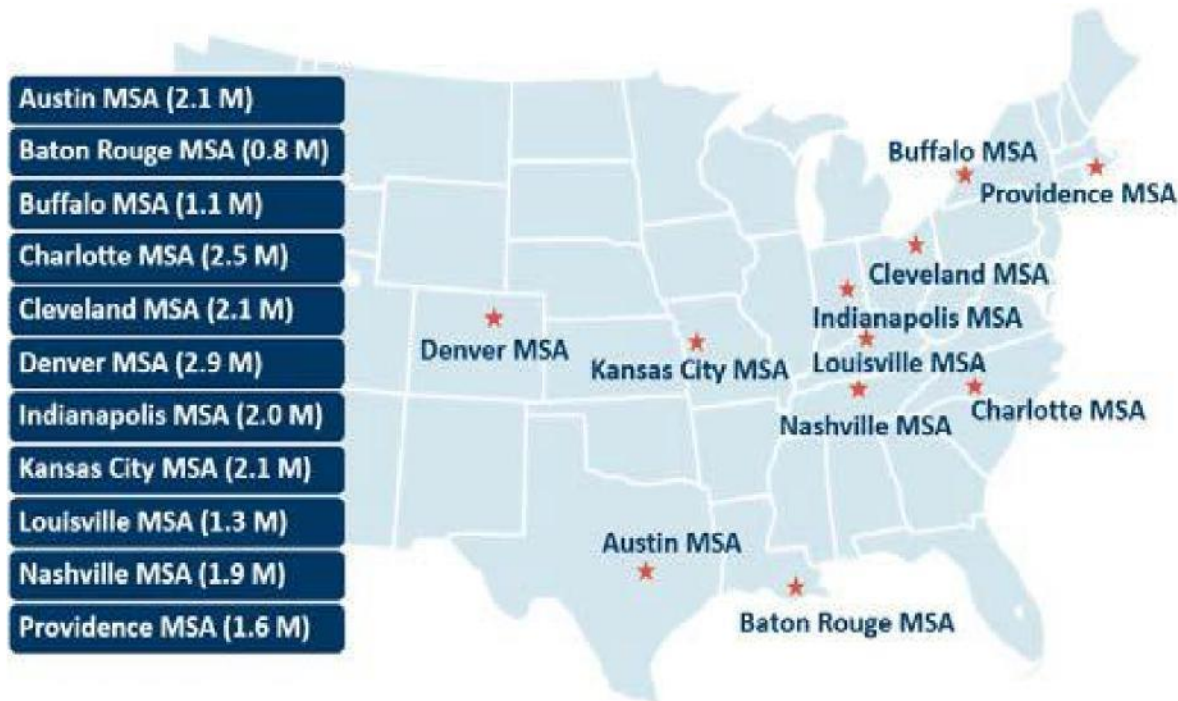 Austin MSA (2.1 M)
Baton Rouge MSA (0.8 M)
Buffalo MSA (1.1 M)
Charlotte MSA (2.5 M)
Cleveland MSA (2.1 M)
Denver MSA (2.9 M)
Indianapolis MSA (2.0 M)
Kansas City MSA (2.1 M)
Louisville MSA (1.3 M)
Nashville MSA (1.9 M)
Providence MSA (1.6 M)
Buffalo MSA
Providence MSA
Cleveland MSA
Indianapolis MSA
Denver MSA
Kansas City MSA
Louisville MSA
Charlotte MSA
Nashville MSA
Austin MSA
Baton Rouge MSA